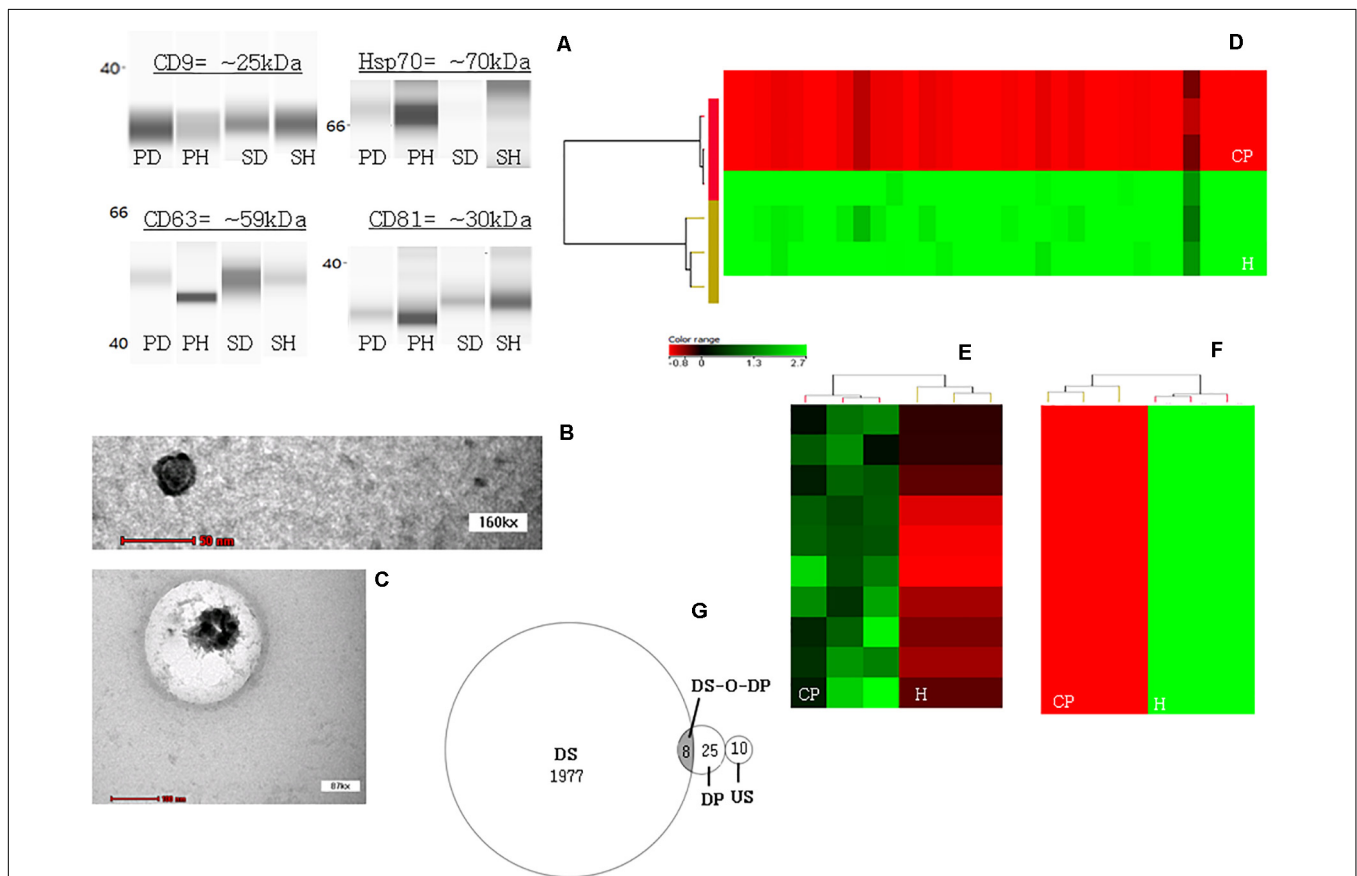 A
CD9= ~25kDa
40-
PD PH SD SH
Hsp70= ~70kDa
66-
PD PH SD SH
CD63= ~59kDa
66
40
PD PH SD SH
CD81= ~30kDa
40-
PD PH SD SH
B
50 nm
160kx
C
100 nm
87kx
D
CP
H
Color range
-0.8 0 1.3 2.7
E
CP H
F
CP H
G
DS-O-DP
DS
1977
8 25 10
DP US